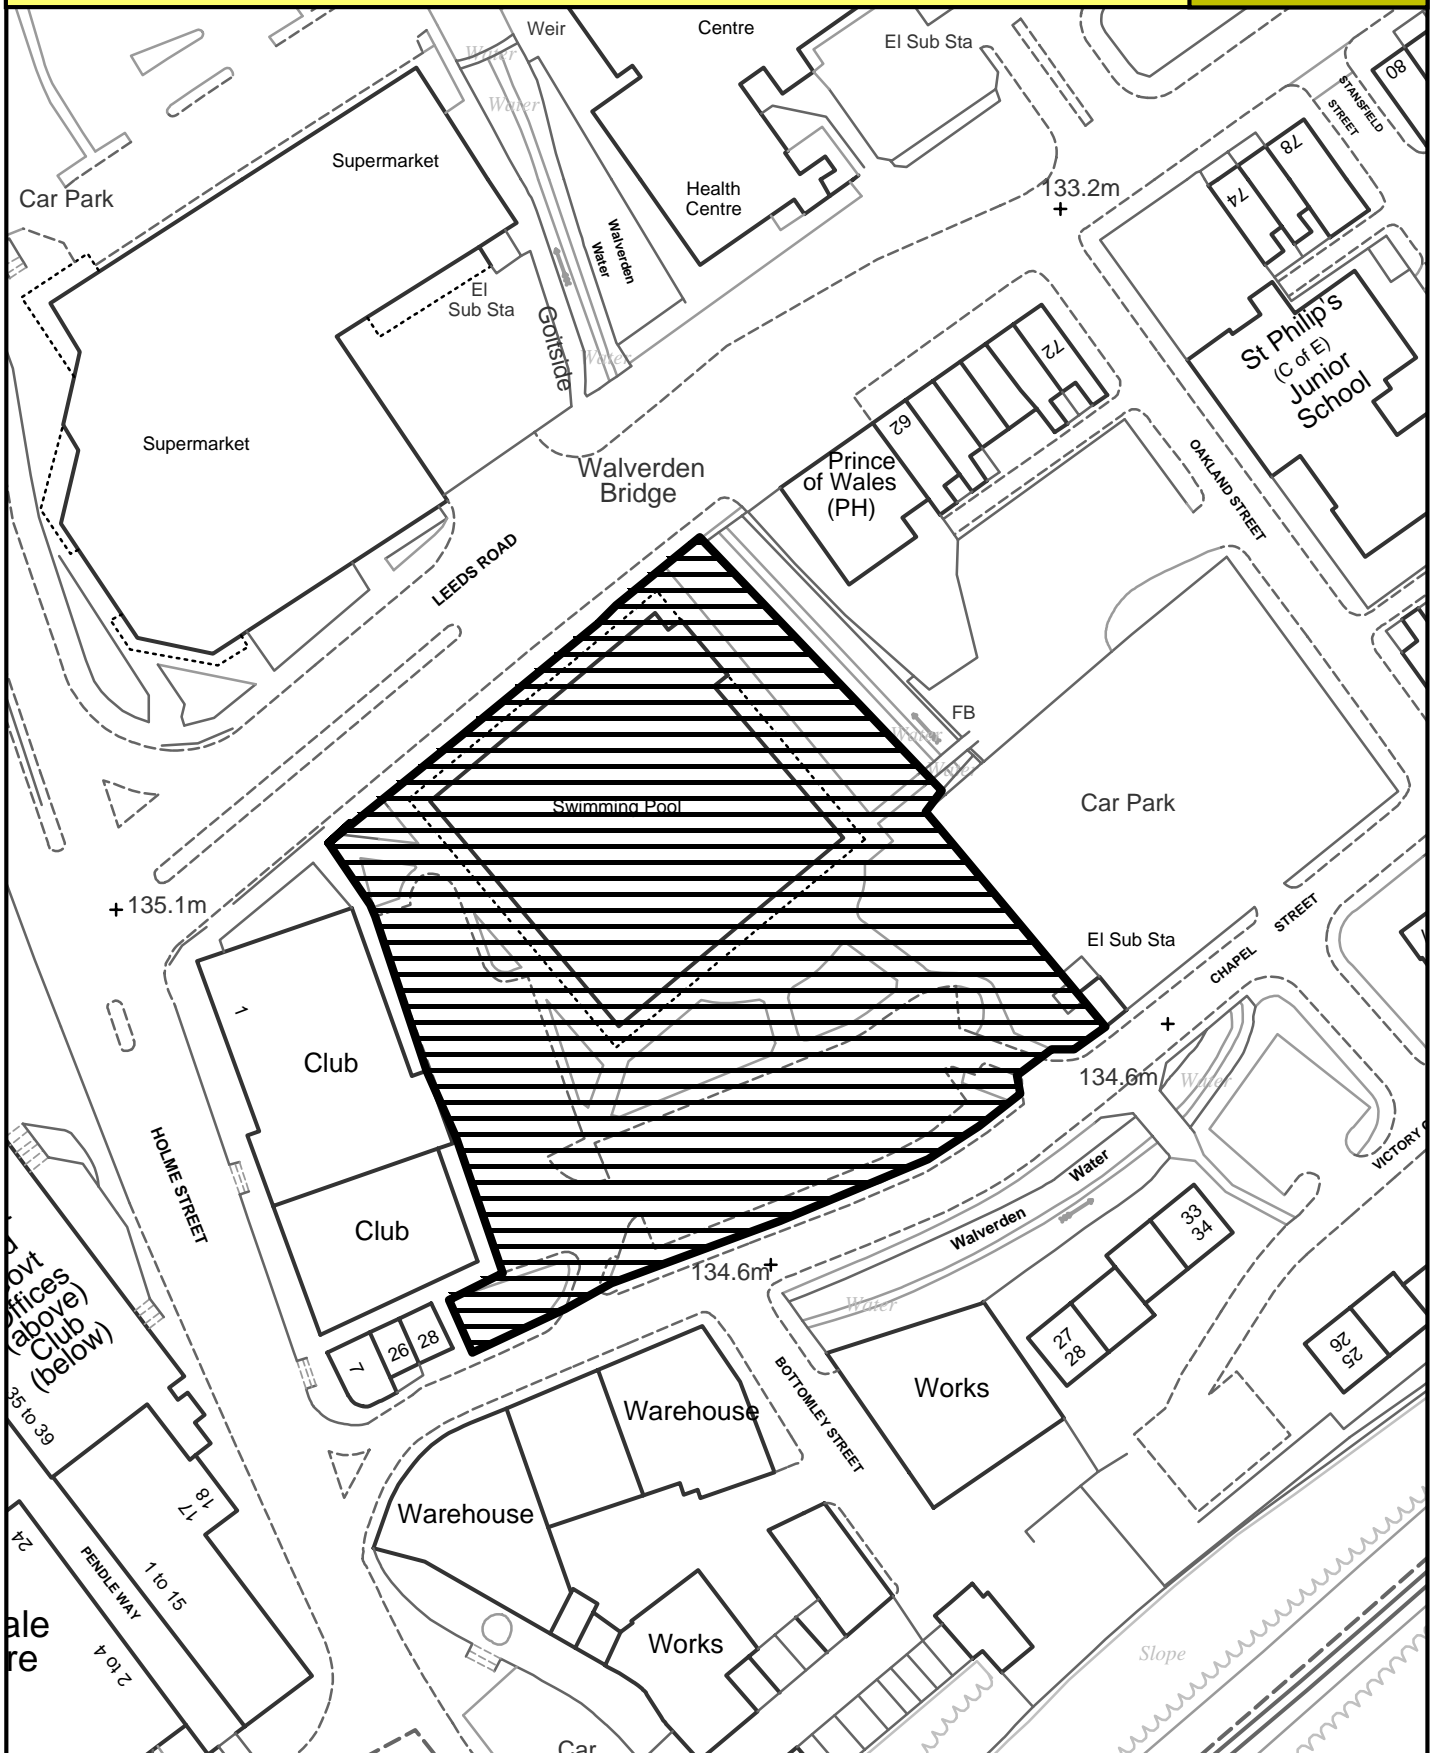 Weir
Centre
El Sub Sta
Water
Water
80
STANSFIELD
STREET
78
74
Supermarket
Car Park
Health
Centre
133.2m
Walverden
Water
El
Sub Sta
Goitside
Water
St Philip's
(C of E)
Junior
School
72
62
Supermarket
Walverden
Bridge
Prince
of Wales
(PH)
OAKLAND STREET
LEEDS ROAD
FB
Water
Water
Swimming Pool
Car Park
135.1m
El Sub Sta
CHAPEL
STREET
1
Club
134.6m
Water
HOLME STREET
VICTORY
Water
Walverden
Club
33
34
134.6m
Water
ovt
ffices
(above)
Club
(below)
7
26
28
27
28
25
26
35 to 39
BOTTOMLEY STREET
Works
Warehouse
Warehouse
18
17
24
PENDLE WAY
1 to 15
ale
re
2 to 4
Works
Slope
Car